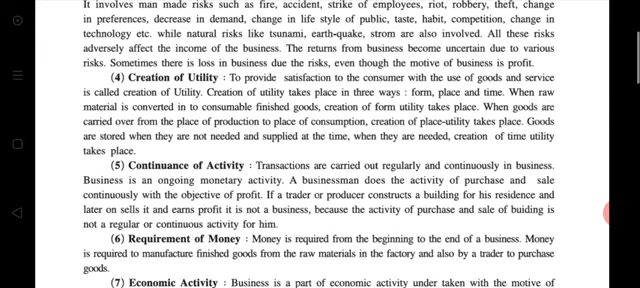 It involves man made risks such as fire, accident, strike of employees, riot, robbery, theft, change
in preferences, decrease in demand, change in life style of public, taste, habit, competition, change in
technology etc. while natural risks like tsunami, earth-quake, strom are also involved. All these risks
adversely affect the income of the business. The returns from business become uncertain due to various
risks. Sometimes there is loss in business due the risks, even though the motive of business is profit.
(4) Creation of Utility : To provide satisfaction to the consumer with the use of goods and service
is called creation of Utility. Creation of utility takes place in three ways : form, place and time. When raw
material is converted in to consumable finished goods, creation of form utility takes place. When goods are
carried over from the place of production to place of consumption, creation of place-utility takes place. Goods
are stored when they are not needed and supplied at the time, when they are needed, creation of time utility
takes place.
(5) Continuance of Activity : Transactions are carried out regularly and continuously in business.
Business is an ongoing monetary activity. A businessman does the activity of purchase and sale
continuously with the objective of profit. If a trader or producer constructs a building for his residence and
later on sells it and earns profit it is not a business, because the activity of purchase and sale of buiding is
not a regular or continuous activity for him.
(6) Requirement of Money : Money is required from the beginning to the end of a business. Money
is required to manufacture finished goods from the raw materials in the factory and also by a trader to purchase
goods.
(7) Economic Activity : Business is a part of economic activity under taken with the motive of